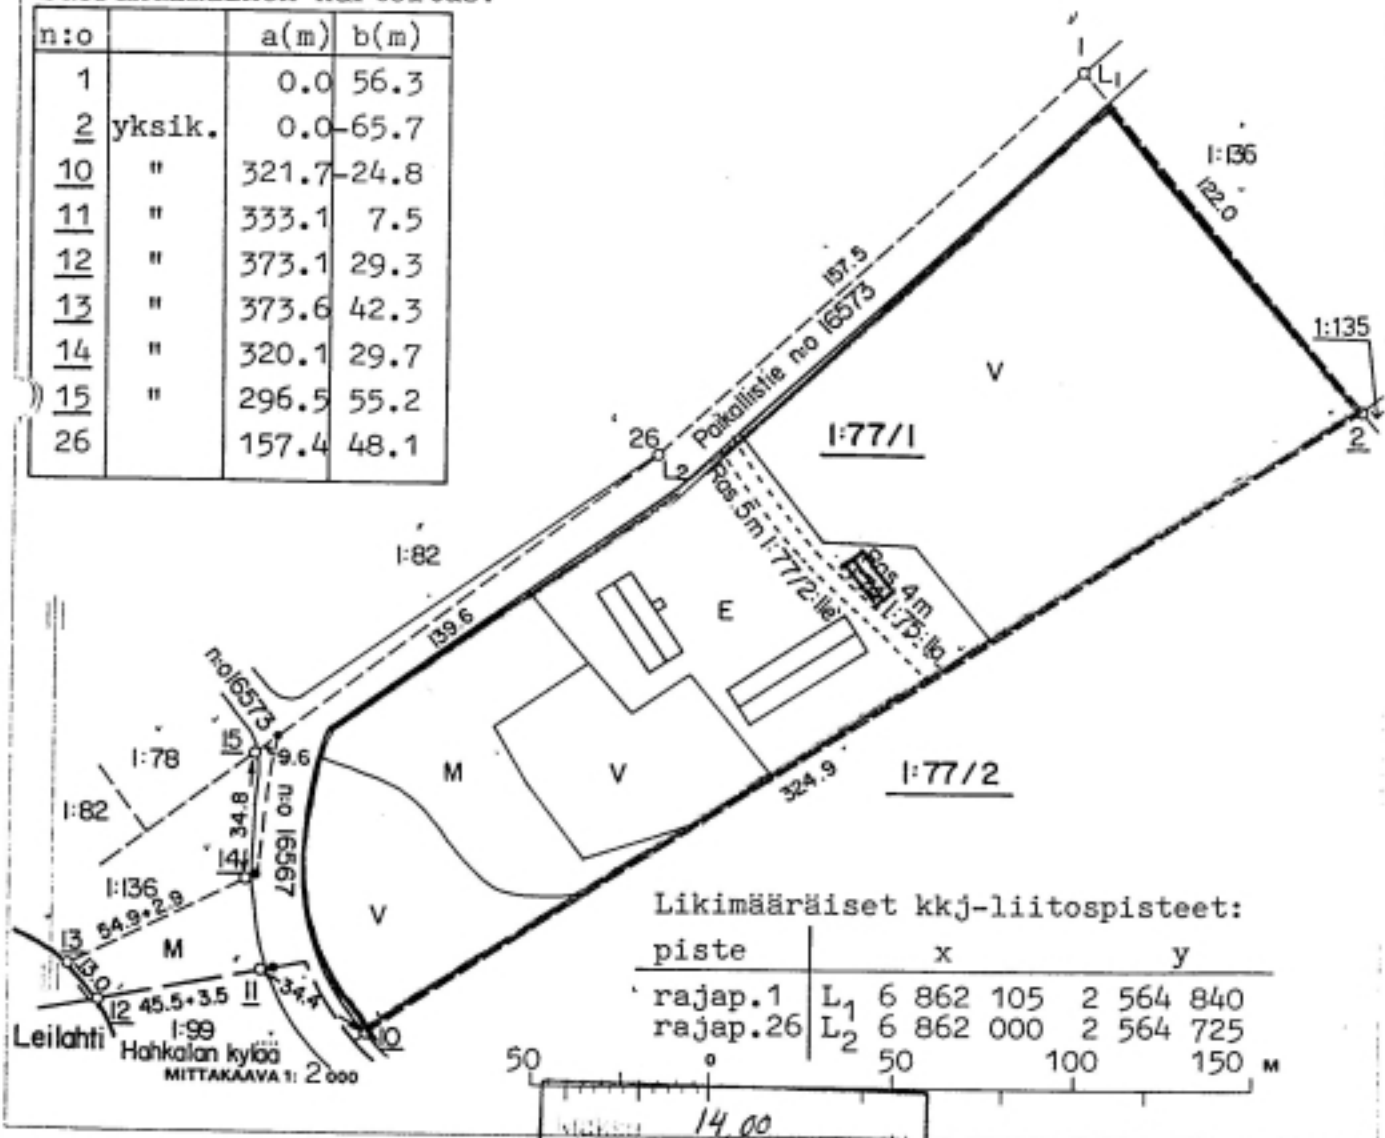 n:o a(m) b(m)
1 0.0 56.3
2 yksik. 0.0 -65.7
10 " 321.7 -24.8
11 " 333.1 7.5
12 " 373.1 29.3
13 " 373.6 42.3
14 " 320.1 29.7
15 " 296.5 55.2
26 157.4 48.1
1
L1
1:136
122.0
1:135
2
157.5
Paikallistie n:o 16573
V
1:77/1
26
L2
Ras. 5m 1:77/2:lle
Ras. 4m
1:75:lla
1:82
139.6
E
n:o 16573
15
9.6
1:78
1:82
34.8
n:o 16567
M
V
324.9
1:77/2
14
1:136
54.9+2.9
V
13
M
13.0
12
45.5+3.5
11
34.4
10
Leilahti
1:99
Hahkalan kylää
MITTAKAAVA 1: 2000
Likimääräiset kkj-liitospisteet:
piste x y
rajap.1 L1 6 862 105 2 564 840
rajap.26 L2 6 862 000 2 564 725
50 0 50 100 150 M
14.00